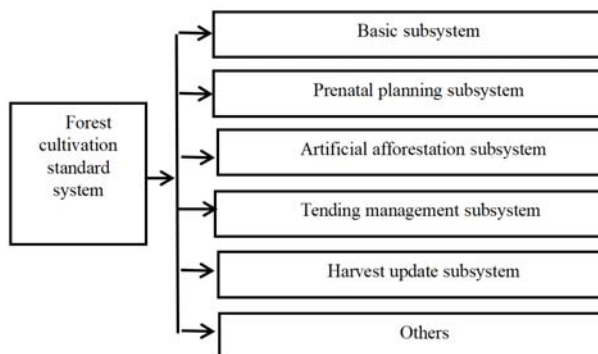 Forest
cultivation
standard
system
Basic subsystem
Prenatal planning subsystem
Artificial afforestation subsystem
Tending management subsystem
Harvest update subsystem
Others